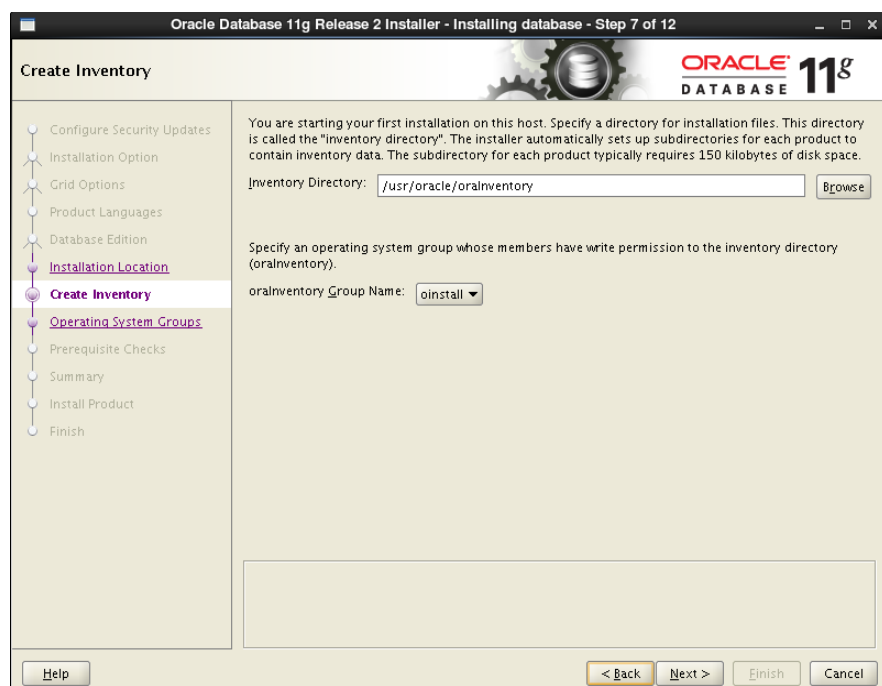 Oracle Database 11g Release 2 Installer - Installing database - Step 7 of 12
Create Inventory
ORACLE
DATABASE
11g
Configure Security Updates
Installation Option
Grid Options
Product Languages
Database Edition
Installation Location
Create Inventory
Operating System Groups
Prerequisite Checks
Summary
Install Product
Finish
You are starting your first installation on this host. Specify a directory for installation files. This directory
is called the "inventory directory". The installer automatically sets up subdirectories for each product to
contain inventory data. The subdirectory for each product typically requires 150 kilobytes of disk space.
Inventory Directory: /usr/oracle/oraInventory Browse
Specify an operating system group whose members have write permission to the inventory directory
(oraInventory).
oraInventory Group Name: oinstall
Help < Back Next > Finish Cancel